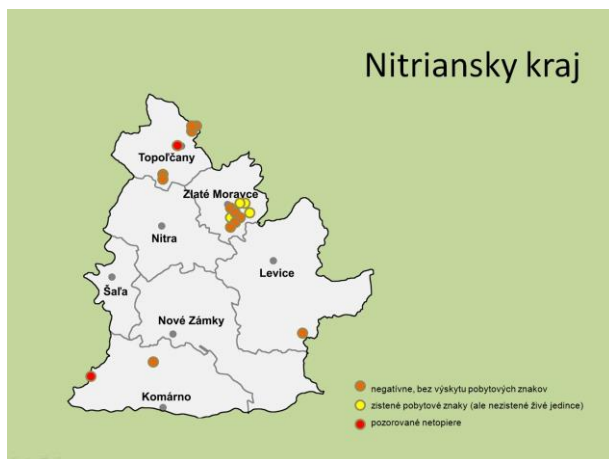 Nitriansky kraj
Topoľčany
Zlaté Moravce
Nitra
Levice
Šaľa
Nové Zámky
Komárno
negatívne, bez výskytu pobytových znakov
zistené pobytové znaky (ale nezistené živé jedince)
pozorované netopiere